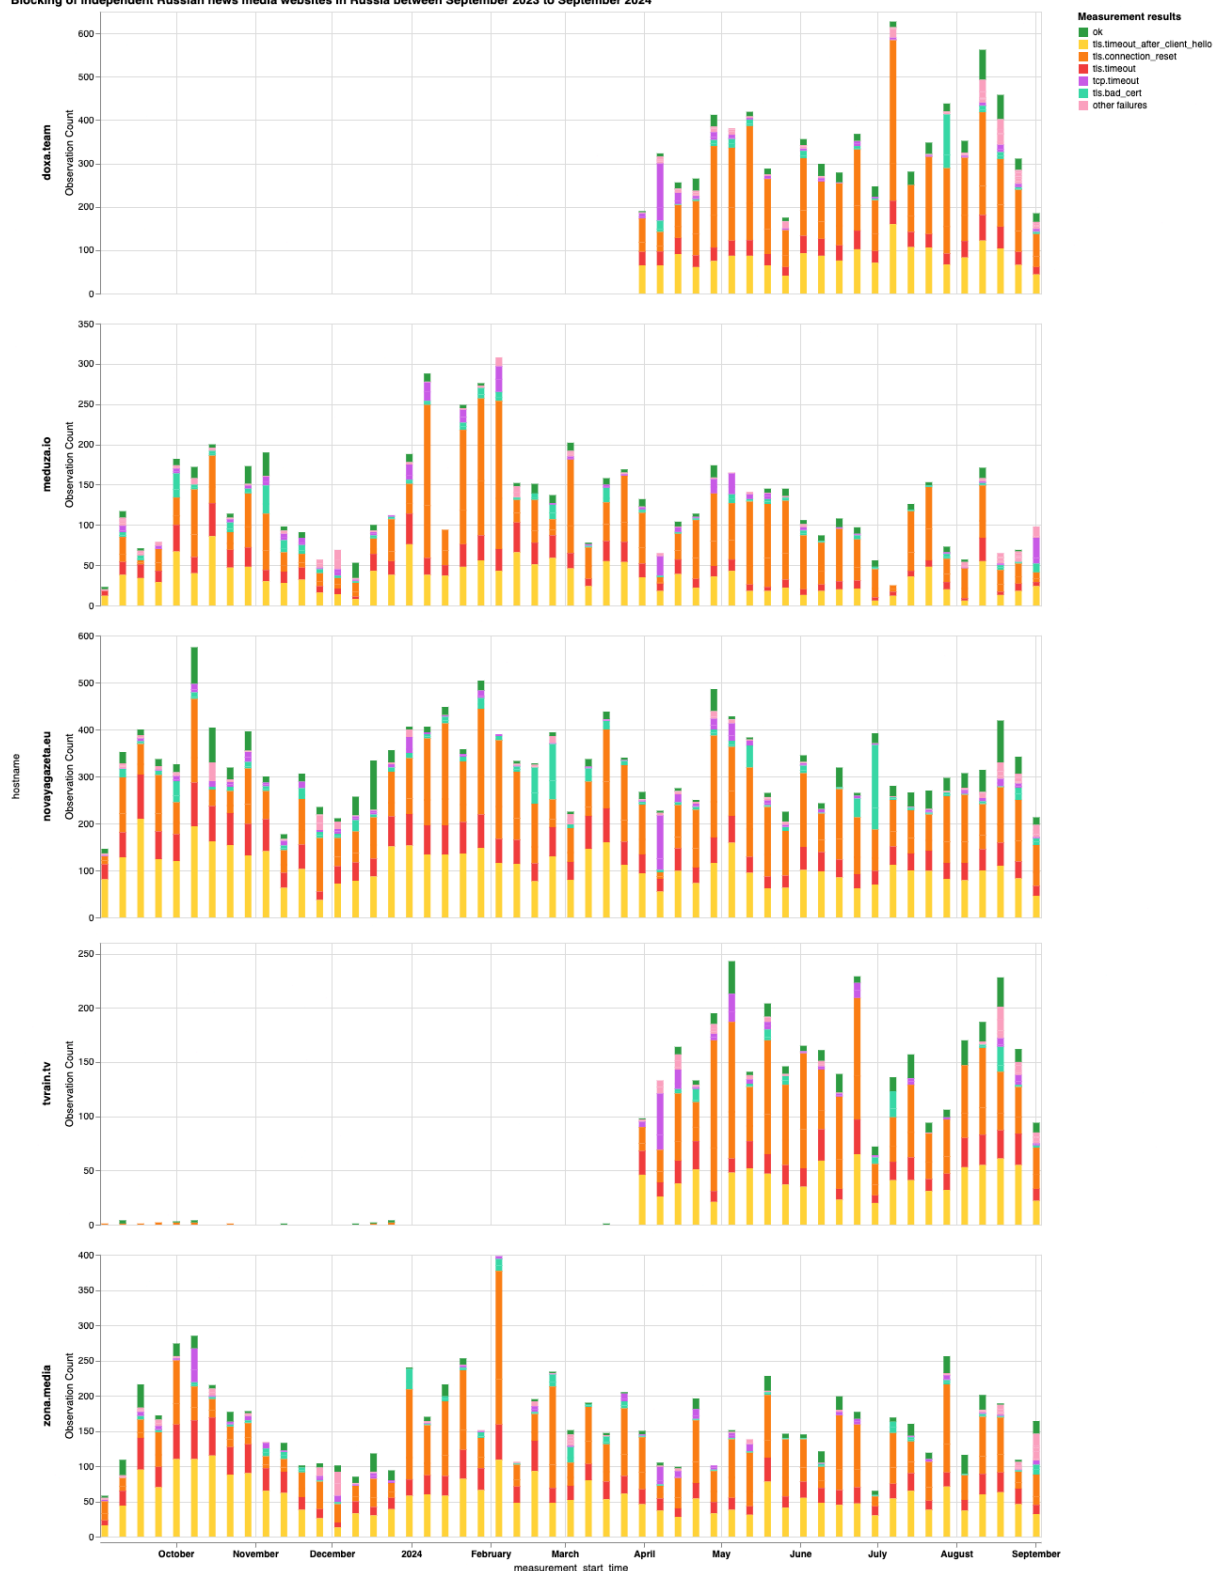 Blocking of independent Russian news media websites in Russia between September 2023 to September 2024
Measurement results
ok
tls.timeout_after_client_hello
tls.connection_reset
tls.timeout
tcp.timeout
tls.bad_cert
other failures
hostname
doxa.team
Observation Count
600
500
400
300
200
100
0
meduza.io
Observation Count
350
300
250
200
150
100
50
0
novayagazeta.eu
Observation Count
600
500
400
300
200
100
0
tvrain.tv
Observation Count
250
200
150
100
50
0
zona.media
Observation Count
400
350
300
250
200
150
100
50
0
October November December 2024 February March April May June July August September
measurement_start_time